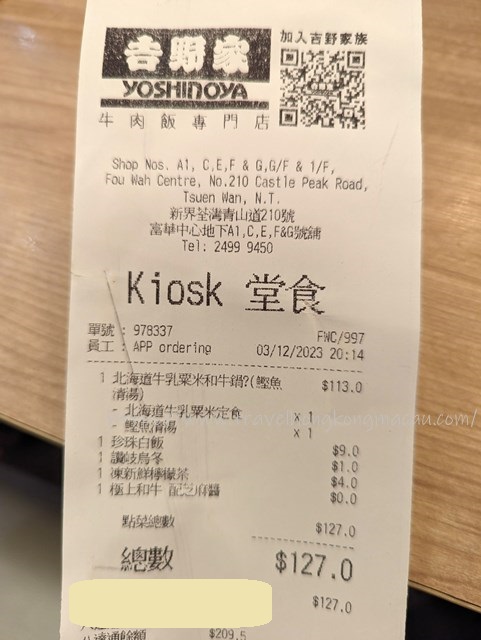 吉野家
YOSHINOYA
牛肉飯專門店
加入吉野家族
Shop Nos. A1, C,E,F & G,G/F & 1/F,
Fou Wah Centre, No.210 Castle Peak Road,
Tsuen Wan, N.T.
新界荃灣青山道210號
富華中心地下A1,C,E,F&G號舖
Tel: 2499 9450
Kiosk 堂食
單號 : 978337 FWC/997
員工 : APP ordering 03/12/2023 20:14
1 北海道牛乳粟米和牛鍋?(鰹魚 $113.0
清湯)
- 北海道牛乳粟米定食 x 1
- 鰹魚清湯 x 1
1 珍珠白飯 $9.0
1 讚岐烏冬 $1.0
1 凍新鮮檸檬茶 $4.0
1 極上和牛 配芝麻醬 $0.0
點菜總數 $127.0
總數 $127.0
$127.0
八達通餘額 $209.5